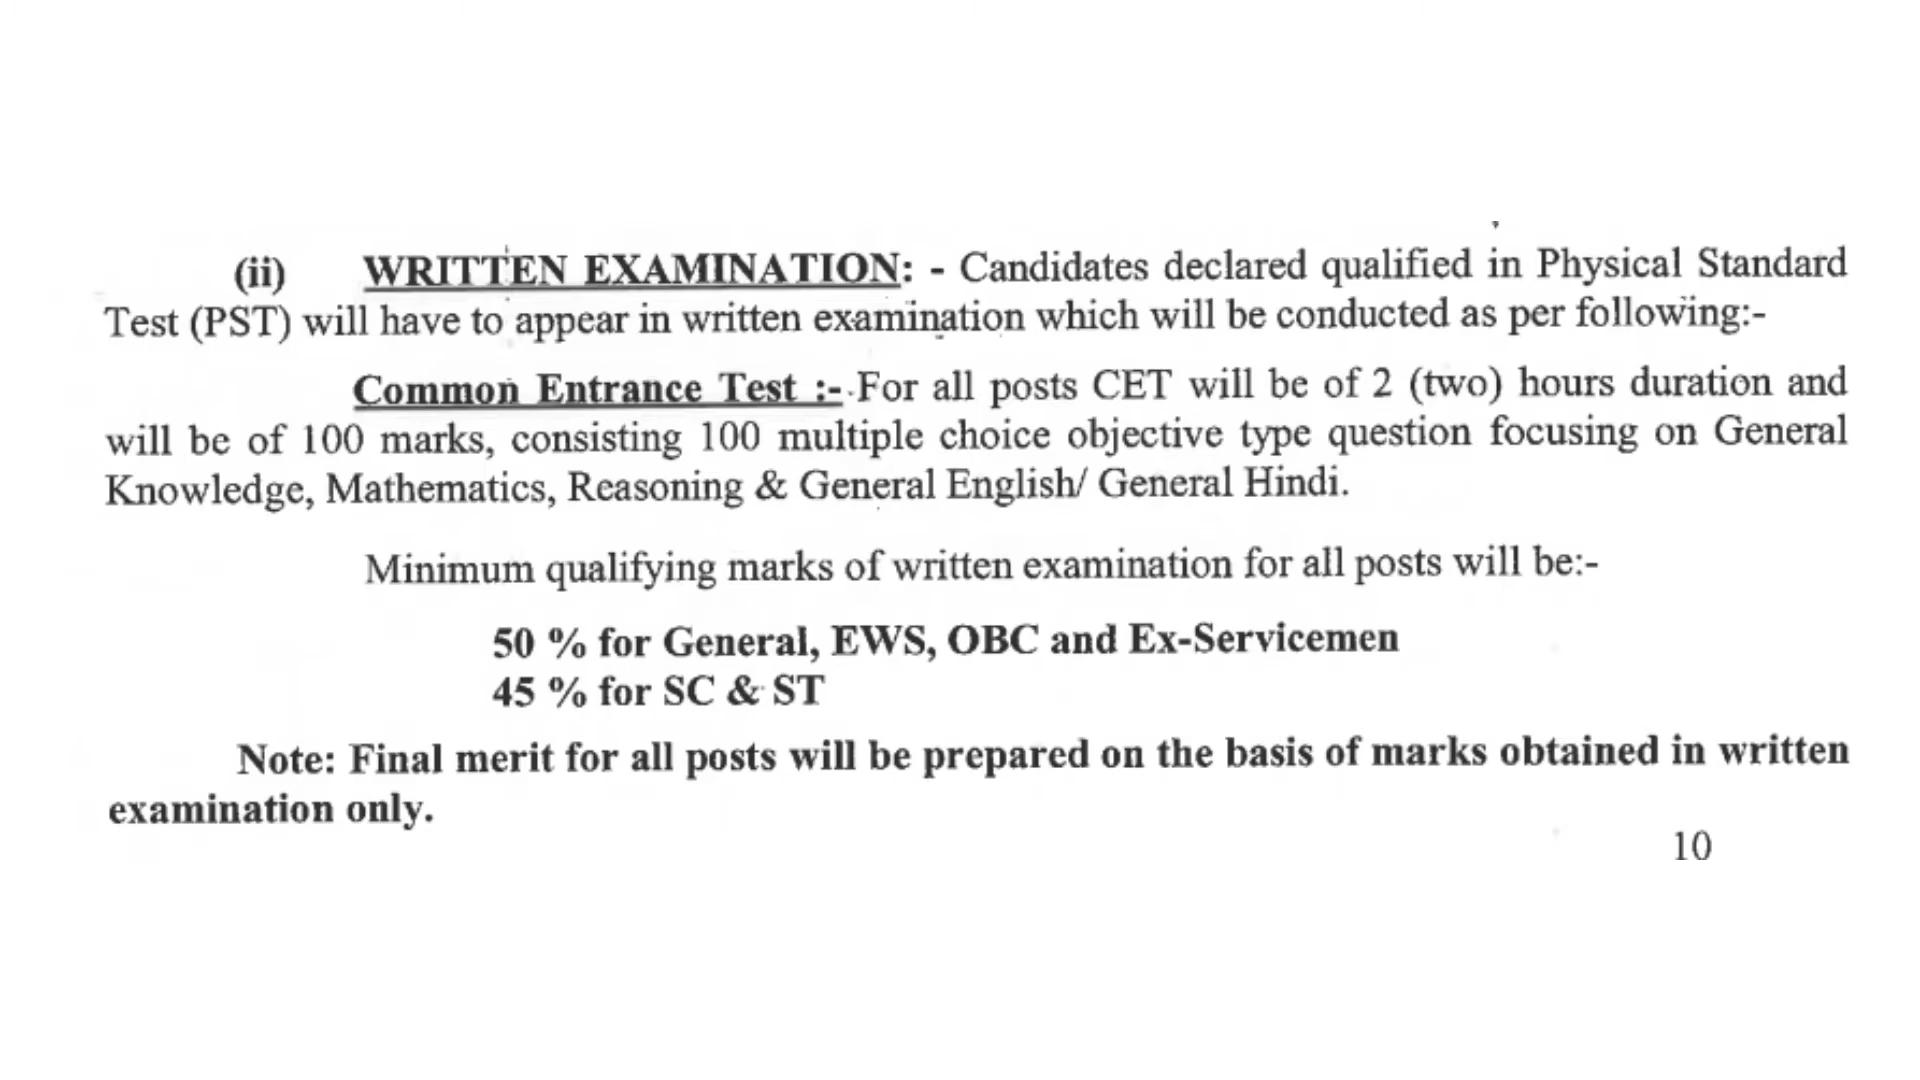 (ii) WRITTEN EXAMINATION: - Candidates declared qualified in Physical Standard
Test (PST) will have to appear in written examination which will be conducted as per following:-
Common Entrance Test :- For all posts CET will be of 2 (two) hours duration and
will be of 100 marks, consisting 100 multiple choice objective type question focusing on General
Knowledge, Mathematics, Reasoning & General English/ General Hindi.
Minimum qualifying marks of written examination for all posts will be:-
50 % for General, EWS, OBC and Ex-Servicemen
45 % for SC & ST
Note: Final merit for all posts will be prepared on the basis of marks obtained in written
examination only.
10